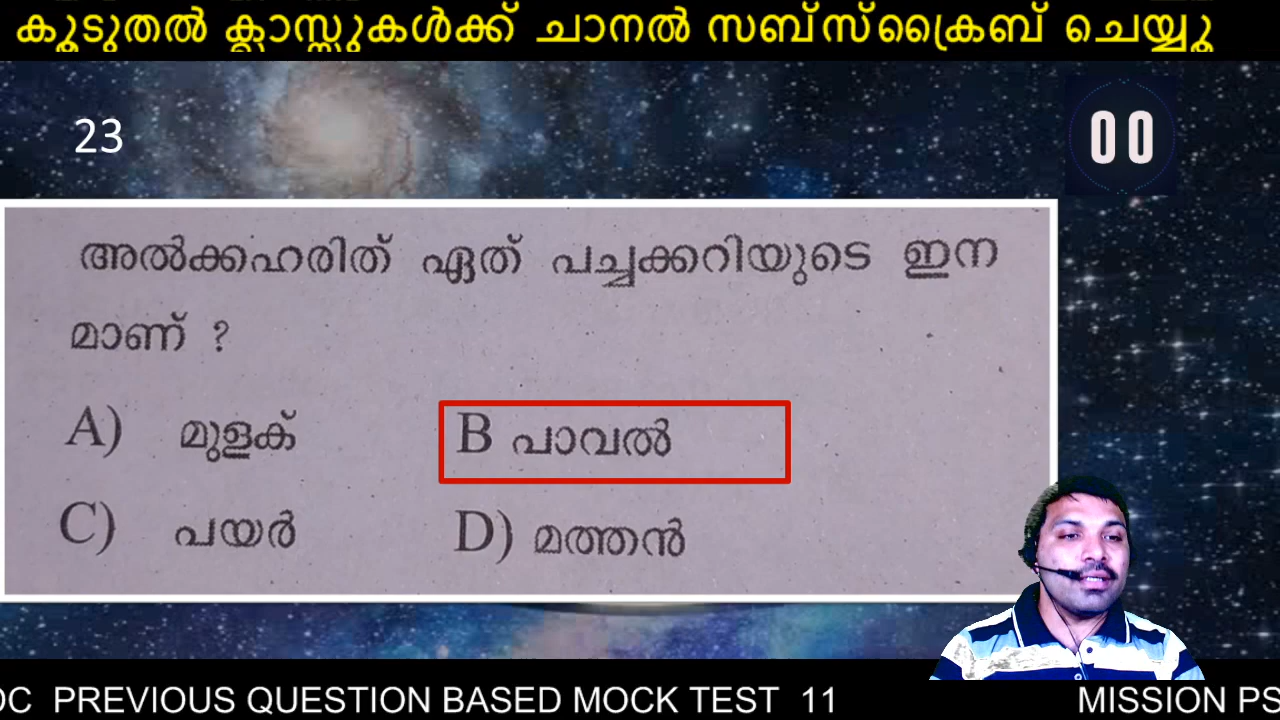 കൂടുതൽ ക്ലാസ്സുകൾക്ക് ചാനൽ സബ്സ്ക്രൈബ് ചെയ്യൂ
23
00
അൽക്കഹരിത് ഏത് പച്ചക്കറിയുടെ ഇന
മാണ് ?
A) മുളക് B പാവൽ
C) പയർ D) മത്തൻ
DC PREVIOUS QUESTION BASED MOCK TEST 11 MISSION PS